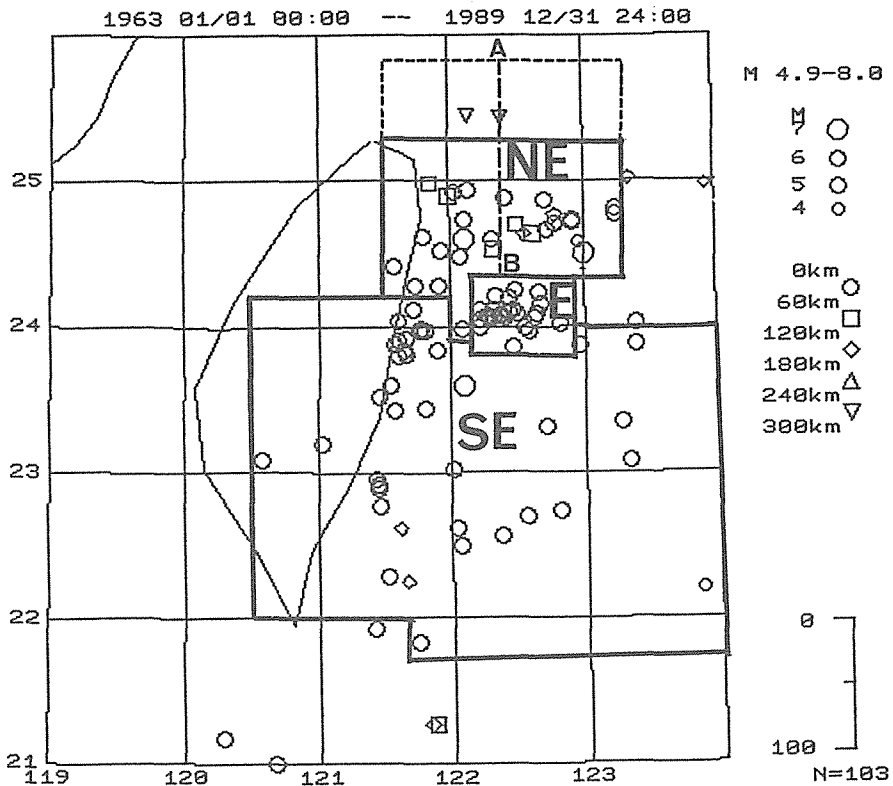 1963 01/01 00:00 -- 1989 12/31 24:00
A
M 4.9-8.0
M
7
6
5
4
NE
25
B
E
0km
60km
120km
180km
240km
300km
24
SE
23
22
0
100
21
119 120 121 122 123
N=103